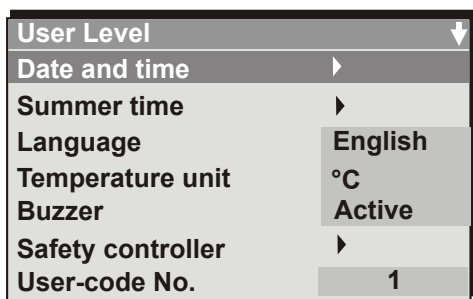 User Level
Date and time
Summer time
Language English
Temperature unit °C
Buzzer Active
Safety controller
User-code No. 1